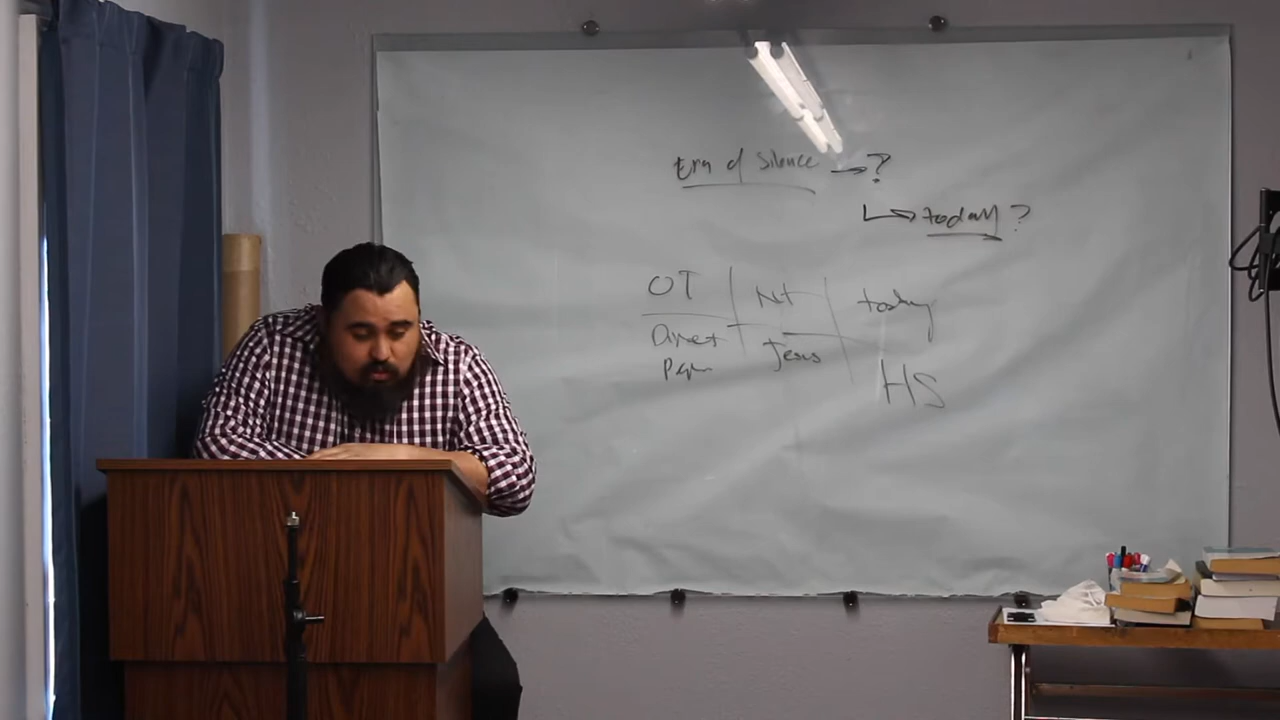 Era of Silence → ?
↳ today?
OT | Nt | today
Direct | Jesus | HS